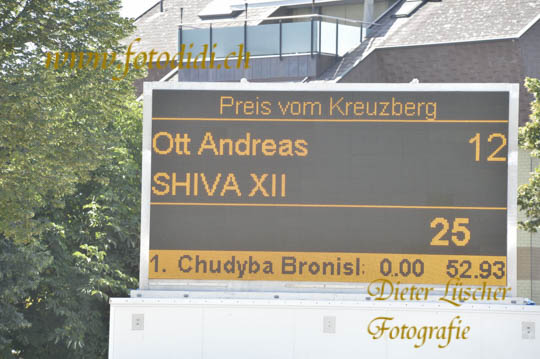 www.fotodidi.ch
Preis vom Kreuzberg
Ott Andreas 12
SHIVA XII
25
1. Chudyba Bronisl: 0.00 52.93
Dieter Lüscher
Fotografie